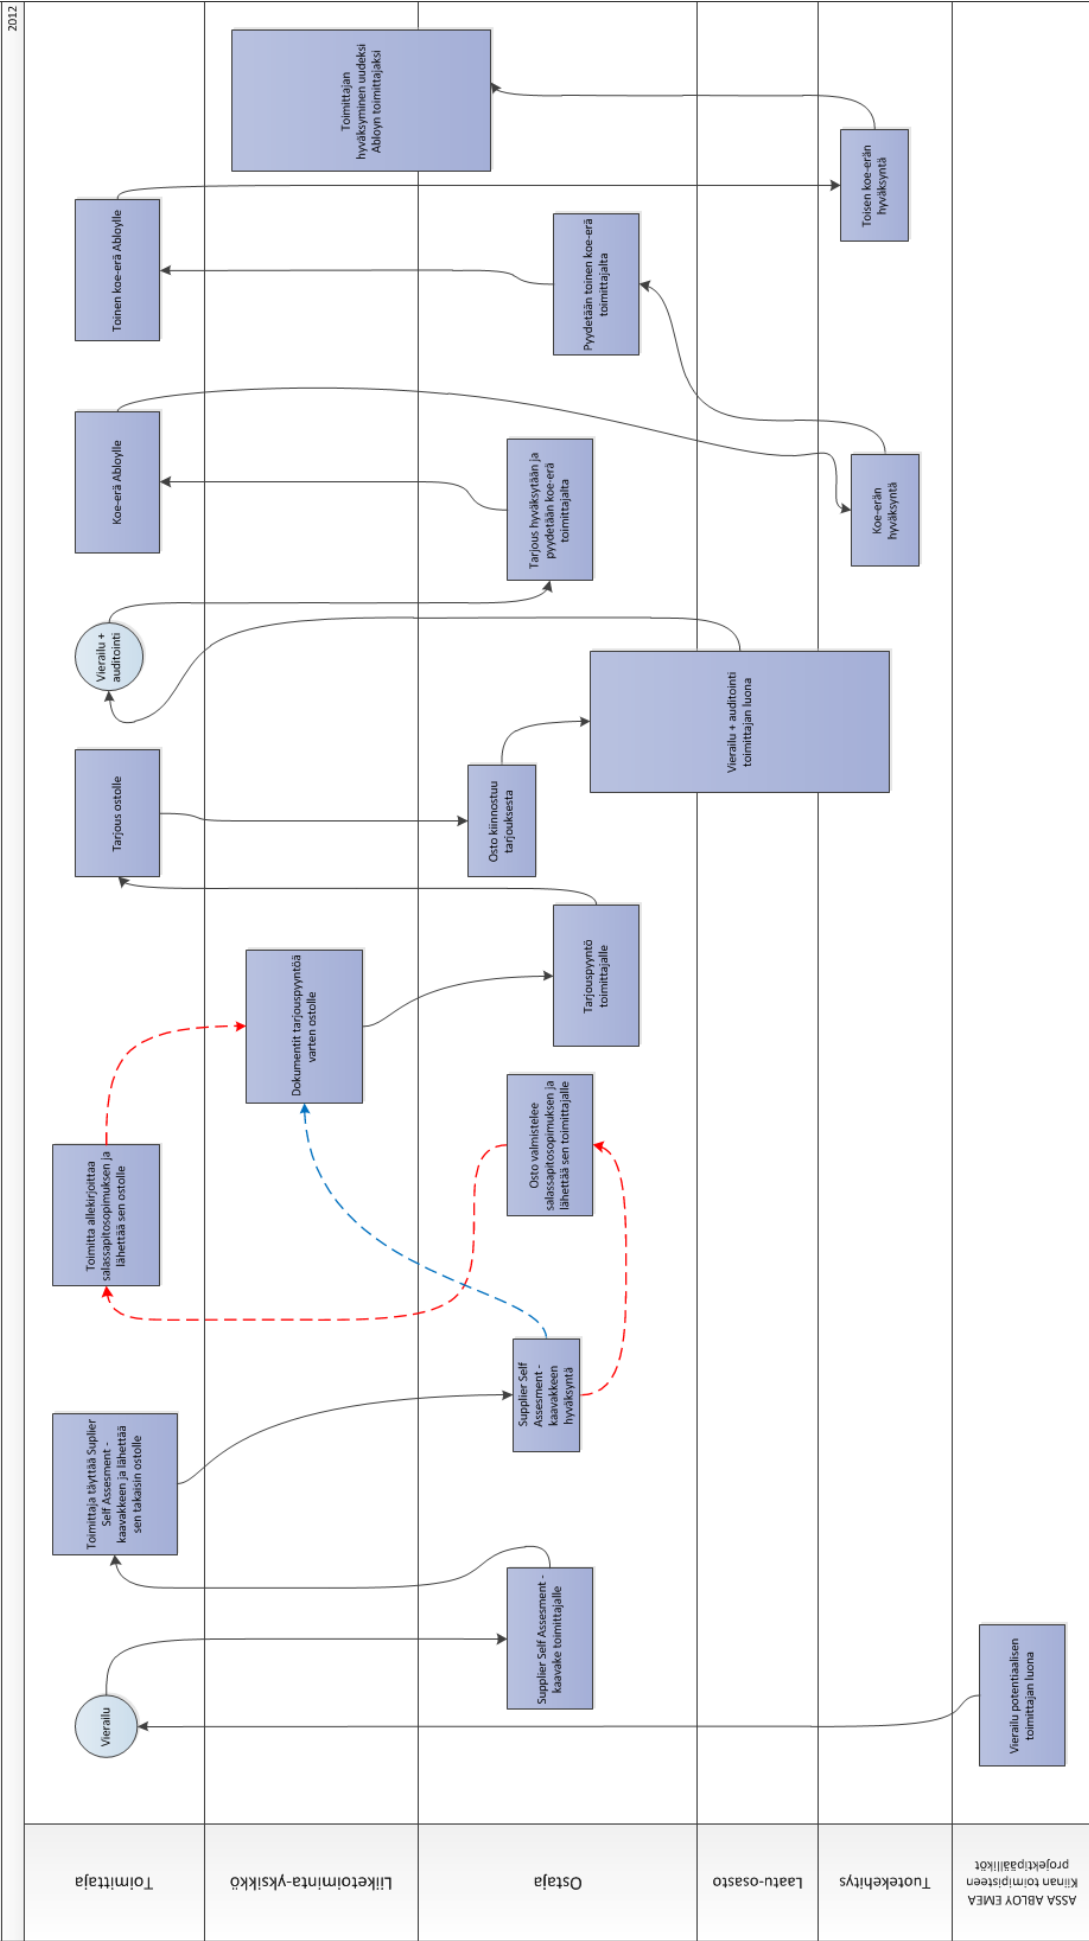 2012
Toimittaja
Liiketoiminta-yksikkö
Ostaja
Laatu-osasto
Tuotekehitys
ASSA ABLOY EMEA
Kiinan toimipisteen
projektipäälliköt
Vierailu potentiaalisen
toimittajan luona
Vierailu
Supplier Self Assesment -
kaavake toimittajalle
Toimittaja täyttää Suplier
Self Assesment -
kaavakkeen ja lähettää
sen takaisin ostolle
Supplier Self
Assesment -
kaavakkeen
hyväksyntä
Osto valmistelee
salassapitosopimuksen ja
lähettää sen toimittajalle
Toimitta allekirjoittaa
salassapitosopimuksen ja
lähettää sen ostolle
Dokumentit tarjouspyyntöä
varten ostolle
Tarjouspyyntö
toimittajalle
Tarjous ostolle
Osto kiinnostuu
tarjouksesta
Vierailu + auditointi
toimittajan luona
Vierailu +
auditointi
Tarjous hyväksytään ja
pyydetään koe-erä
toimittajalta
Koe-erä Abloylle
Koe-erän
hyväksyntä
Pyydetään toinen koe-erä
toimittajalta
Toinen koe-erä Abloylle
Toisen koe-erän
hyväksyntä
Toimittajan
hyväksyminen uudeksi
Abloyn toimittajaksi